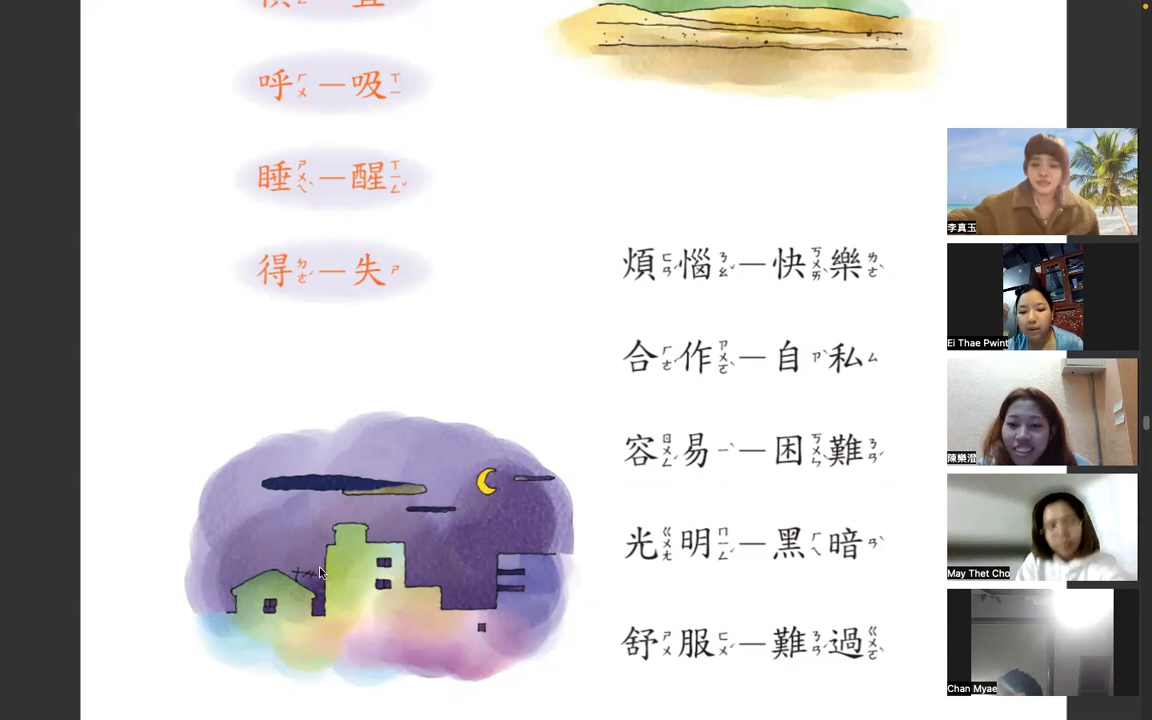 呼ㄏㄨ—吸ㄒㄧ
睡ㄕㄨㄟˋ—醒ㄒㄧㄥˇ
得ㄉㄜˊ—失ㄕ
煩ㄈㄢˊ惱ㄋㄠˇ—快ㄎㄨㄞˋ樂ㄌㄜˋ
合ㄏㄜˊ作ㄗㄨㄛˋ—自ㄗˋ私ㄙ
容ㄖㄨㄥˊ易ㄧˋ—困ㄎㄨㄣˋ難ㄋㄢˊ
光ㄍㄨㄤ明ㄇㄧㄥˊ—黑ㄏㄟ暗ㄢˋ
舒ㄕㄨ服ㄈㄨˊ—難ㄋㄢˊ過ㄍㄨㄛˋ
李真玉
Ei Thae Pwint
陳樂澄
May Thet Cho
Chan Myae